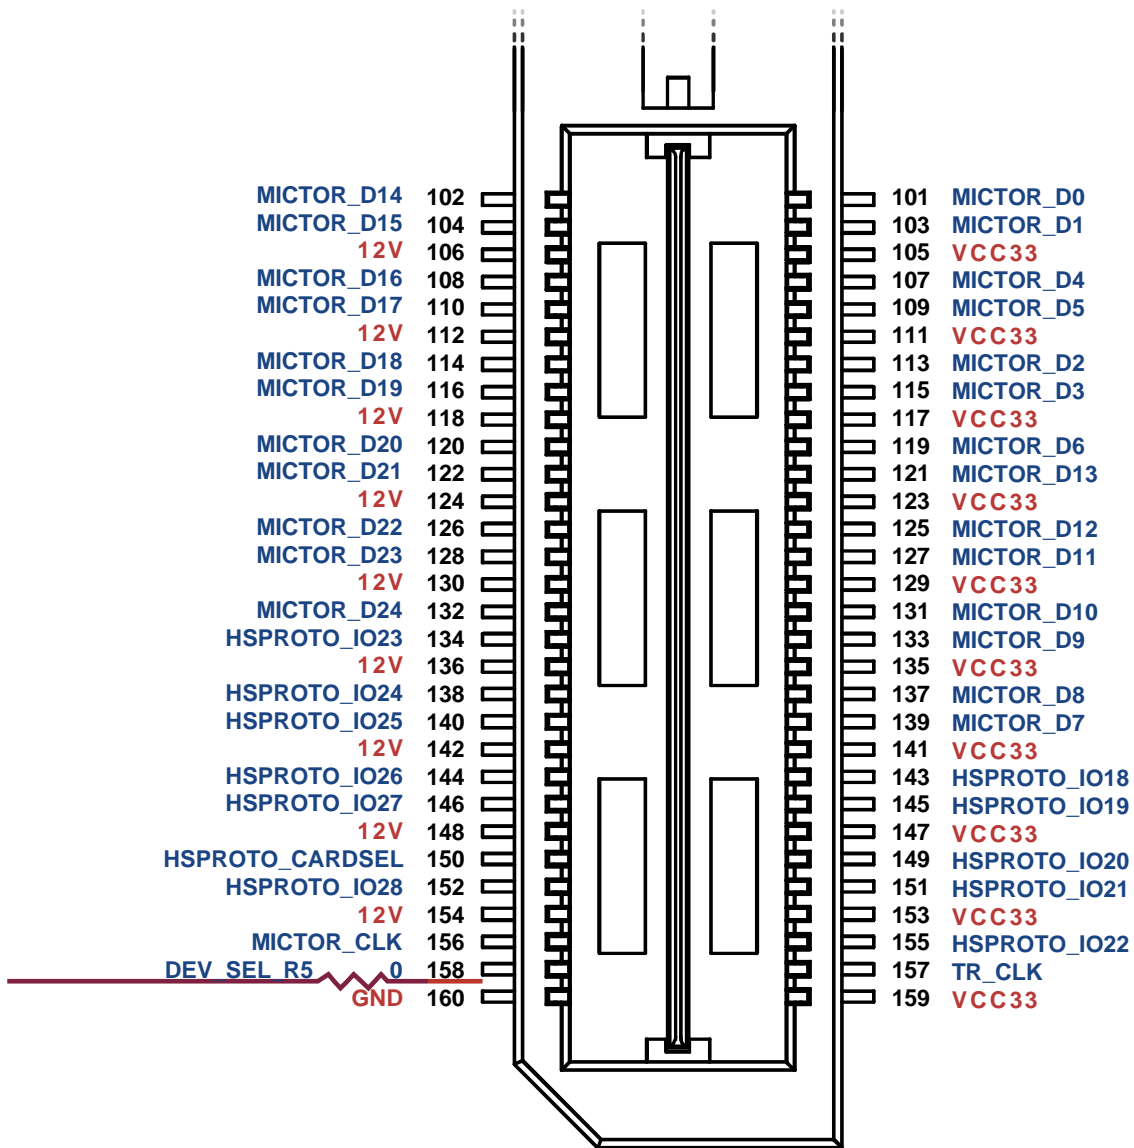 MICTOR_D14 102 101 MICTOR_D0
MICTOR_D15 104 103 MICTOR_D1
12V 106 105 VCC33
MICTOR_D16 108 107 MICTOR_D4
MICTOR_D17 110 109 MICTOR_D5
12V 112 111 VCC33
MICTOR_D18 114 113 MICTOR_D2
MICTOR_D19 116 115 MICTOR_D3
12V 118 117 VCC33
MICTOR_D20 120 119 MICTOR_D6
MICTOR_D21 122 121 MICTOR_D13
12V 124 123 VCC33
MICTOR_D22 126 125 MICTOR_D12
MICTOR_D23 128 127 MICTOR_D11
12V 130 129 VCC33
MICTOR_D24 132 131 MICTOR_D10
HSPROTO_IO23 134 133 MICTOR_D9
12V 136 135 VCC33
HSPROTO_IO24 138 137 MICTOR_D8
HSPROTO_IO25 140 139 MICTOR_D7
12V 142 141 VCC33
HSPROTO_IO26 144 143 HSPROTO_IO18
HSPROTO_IO27 146 145 HSPROTO_IO19
12V 148 147 VCC33
HSPROTO_CARDSEL 150 149 HSPROTO_IO20
HSPROTO_IO28 152 151 HSPROTO_IO21
12V 154 153 VCC33
MICTOR_CLK 156 155 HSPROTO_IO22
DEV_SEL_R5 0 158 157 TR_CLK
GND 160 159 VCC33